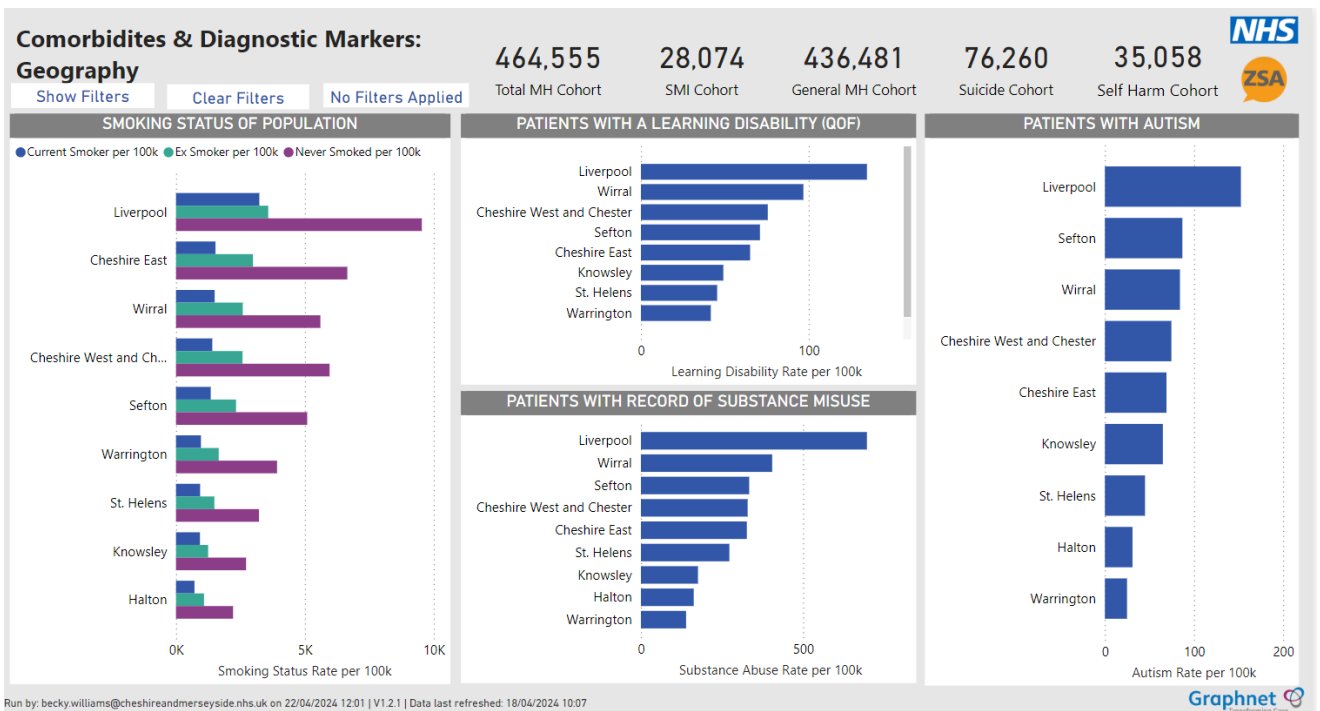 Comorbidites & Diagnostic Markers:
Geography
Show Filters
Clear Filters
No Filters Applied
464,555
Total MH Cohort
28,074
SMI Cohort
436,481
General MH Cohort
76,260
Suicide Cohort
35,058
Self Harm Cohort
NHS
ZSA
SMOKING STATUS OF POPULATION
Current Smoker per 100k Ex Smoker per 100k Never Smoked per 100k
Liverpool
Cheshire East
Wirral
Cheshire West and Ch...
Sefton
Warrington
St. Helens
Knowsley
Halton
0K 5K 10K
Smoking Status Rate per 100k
PATIENTS WITH A LEARNING DISABILITY (QOF)
Liverpool
Wirral
Cheshire West and Chester
Sefton
Cheshire East
Knowsley
St. Helens
Warrington
0 100
Learning Disability Rate per 100k
PATIENTS WITH RECORD OF SUBSTANCE MISUSE
Liverpool
Wirral
Sefton
Cheshire West and Chester
Cheshire East
St. Helens
Knowsley
Halton
Warrington
0 500
Substance Abuse Rate per 100k
PATIENTS WITH AUTISM
Liverpool
Sefton
Wirral
Cheshire West and Chester
Cheshire East
Knowsley
St. Helens
Halton
Warrington
0 100 200
Autism Rate per 100k
Run by: becky.williams@cheshireandmerseyside.nhs.uk on 22/04/2024 12:01 | V1.2.1 | Data last refreshed: 18/04/2024 10:07
Graphnet